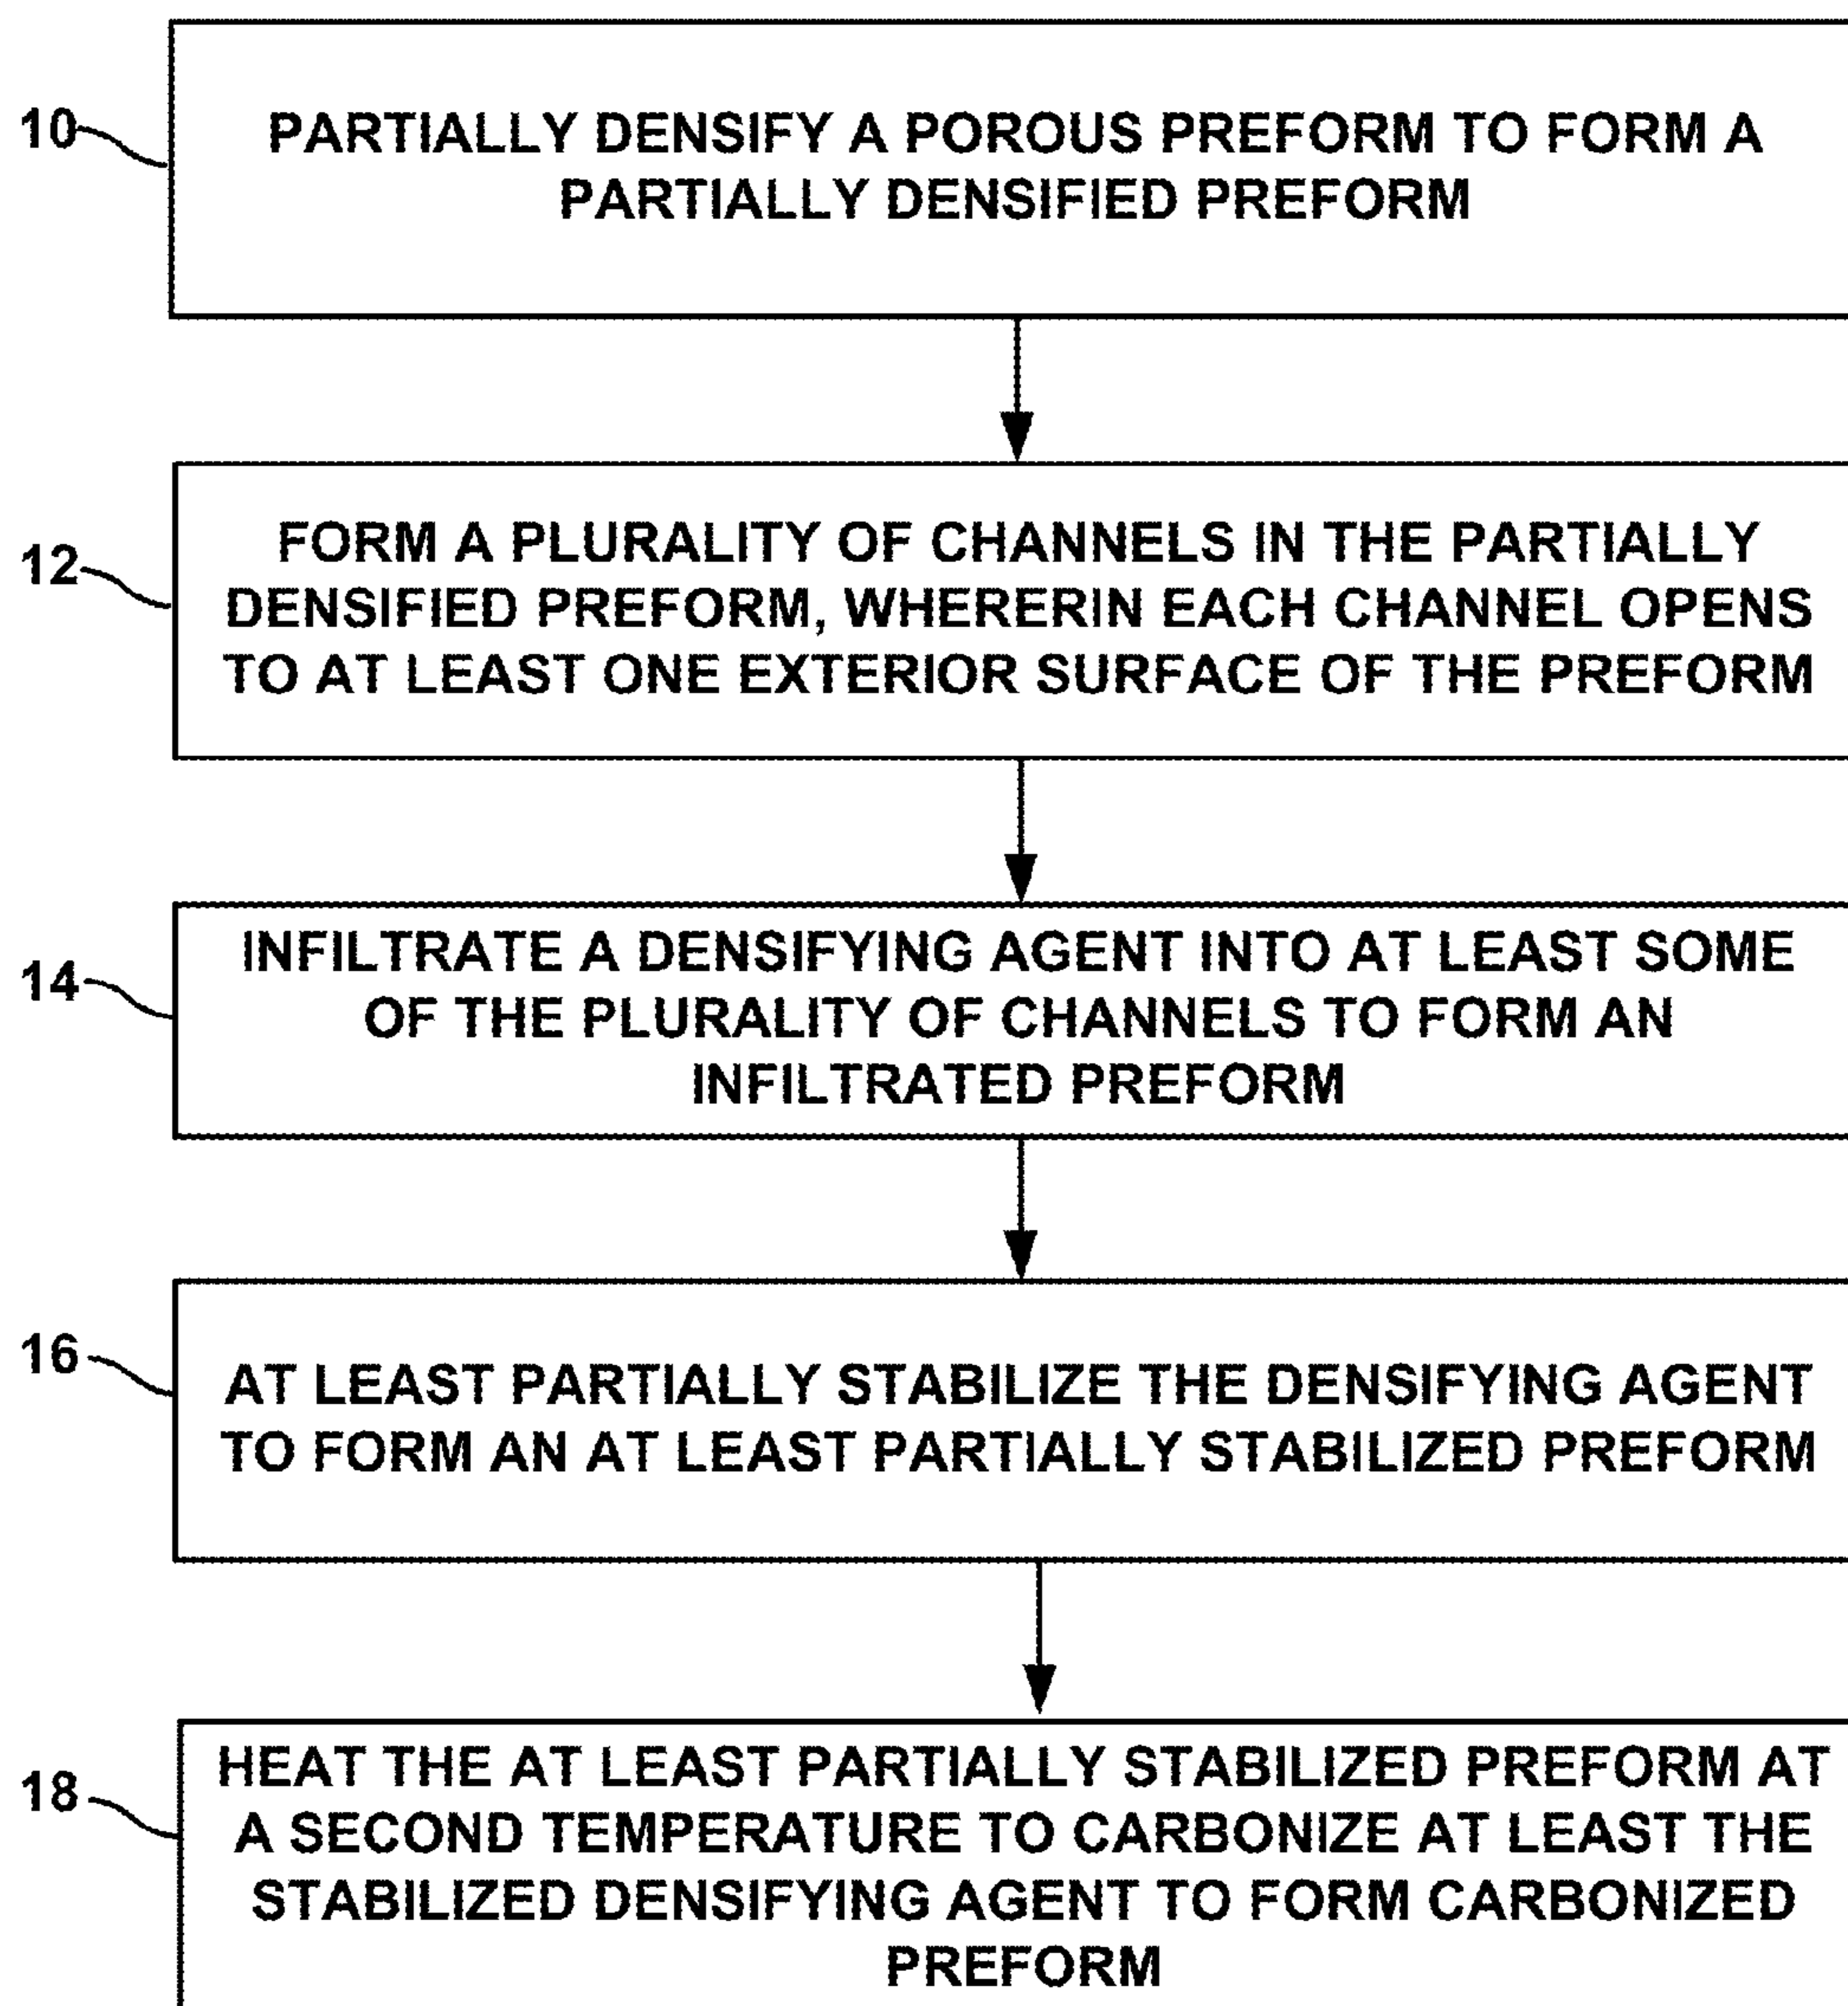 10
PARTIALLY DENSIFY A POROUS PREFORM TO FORM A
PARTIALLY DENSIFIED PREFORM
12
FORM A PLURALITY OF CHANNELS IN THE PARTIALLY
DENSIFIED PREFORM, WHERERIN EACH CHANNEL OPENS
TO AT LEAST ONE EXTERIOR SURFACE OF THE PREFORM
14
INFILTRATE A DENSIFYING AGENT INTO AT LEAST SOME
OF THE PLURALITY OF CHANNELS TO FORM AN
INFILTRATED PREFORM
16
AT LEAST PARTIALLY STABILIZE THE DENSIFYING AGENT
TO FORM AN AT LEAST PARTIALLY STABILIZED PREFORM
18
HEAT THE AT LEAST PARTIALLY STABILIZED PREFORM AT
A SECOND TEMPERATURE TO CARBONIZE AT LEAST THE
STABILIZED DENSIFYING AGENT TO FORM CARBONIZED
PREFORM